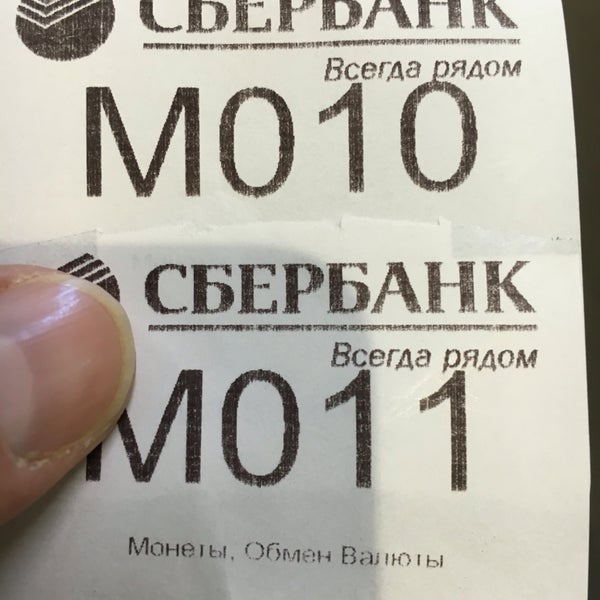 СБЕРБАНК
Всегда рядом
М010
СБЕРБАНК
Всегда рядом
М011
Монеты, Обмен Валюты